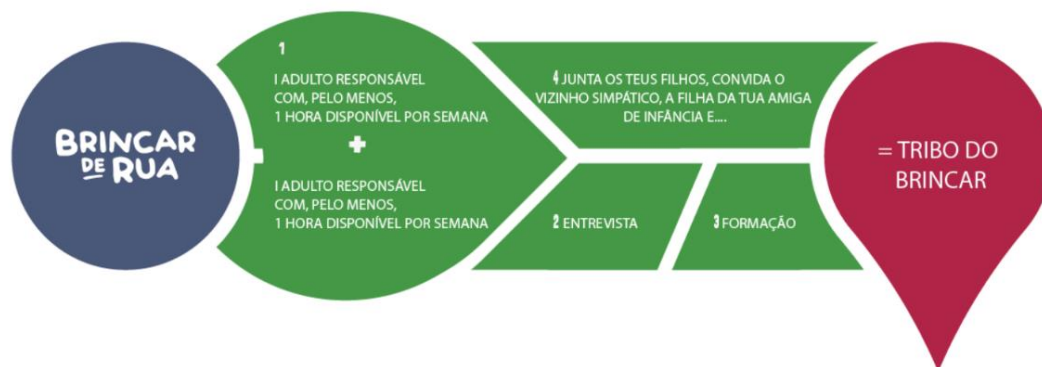 BRINCAR
DE RUA
1
I ADULTO RESPONSÁVEL
COM, PELO MENOS,
1 HORA DISPONÍVEL POR SEMANA
+
I ADULTO RESPONSÁVEL
COM, PELO MENOS,
1 HORA DISPONÍVEL POR SEMANA
2 ENTREVISTA
3 FORMAÇÃO
4 JUNTA OS TEUS FILHOS, CONVIDA O
VIZINHO SIMPÁTICO, A FILHA DA TUA AMIGA
DE INFÂNCIA E....
= TRIBO DO
BRINCAR